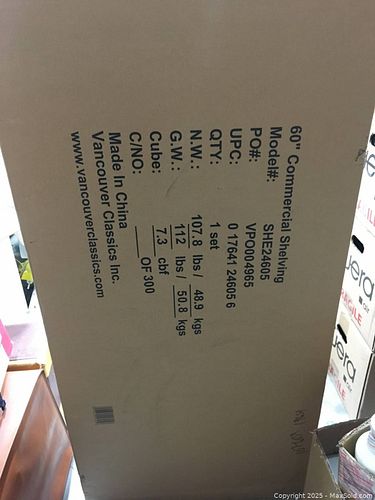 60" Commercial Shelving
Model#: SHE24605
PO#: VPO004965
UPC: 0 17641 24605 6
QTY: 1 set
N.W.: 107.8 lbs/ 48.9 kgs
G.W.: 112 lbs/ 50.8 kgs
Cube: 7.3 cbf
C/NO: ____ OF 300
Made In China
Vancouver Classics Inc.
www.vancouverclassics.com
Copyright 2025 - MaxSold.com